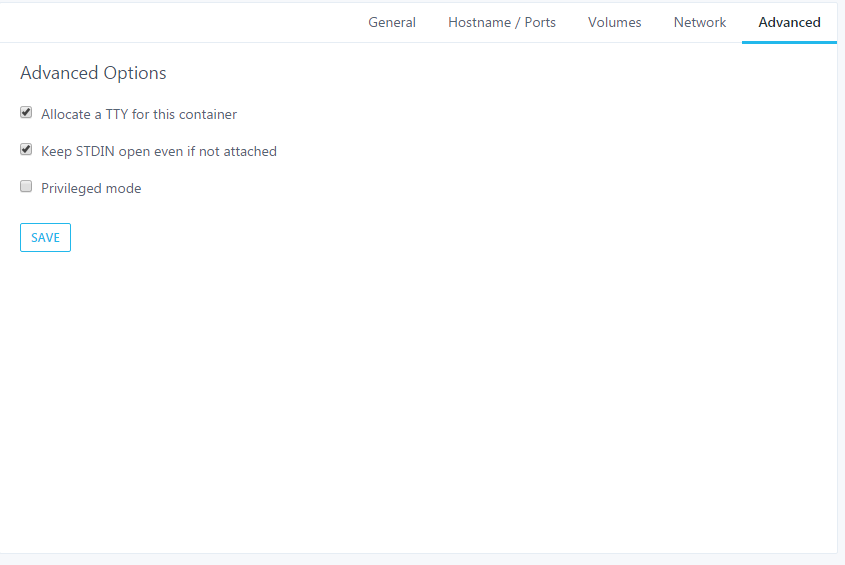 General Hostname / Ports Volumes Network Advanced
Advanced Options
Allocate a TTY for this container
Keep STDIN open even if not attached
Privileged mode
SAVE